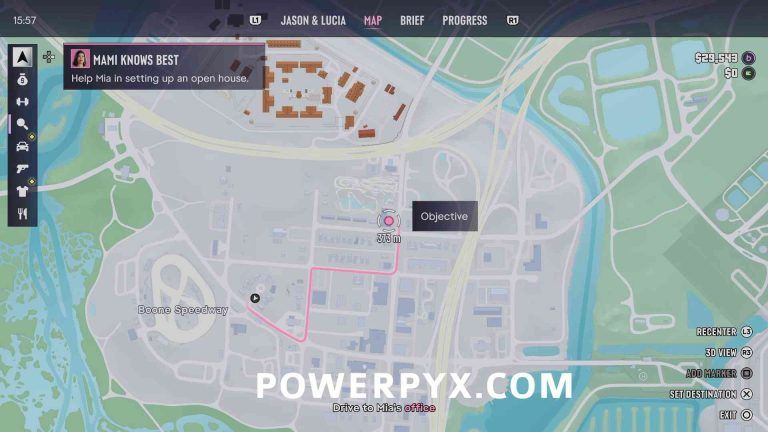 15:57
L1
JASON & LUCIA
MAP
BRIEF
PROGRESS
R1
MAMI KNOWS BEST
Help Mia in setting up an open house.
$29,543
$0
Objective
373 m
Boone Speedway
RECENTER L3
3D VIEW R3
ADD MARKER
SET DESTINATION
EXIT
POWERPYX.COM
Drive to Mia's office